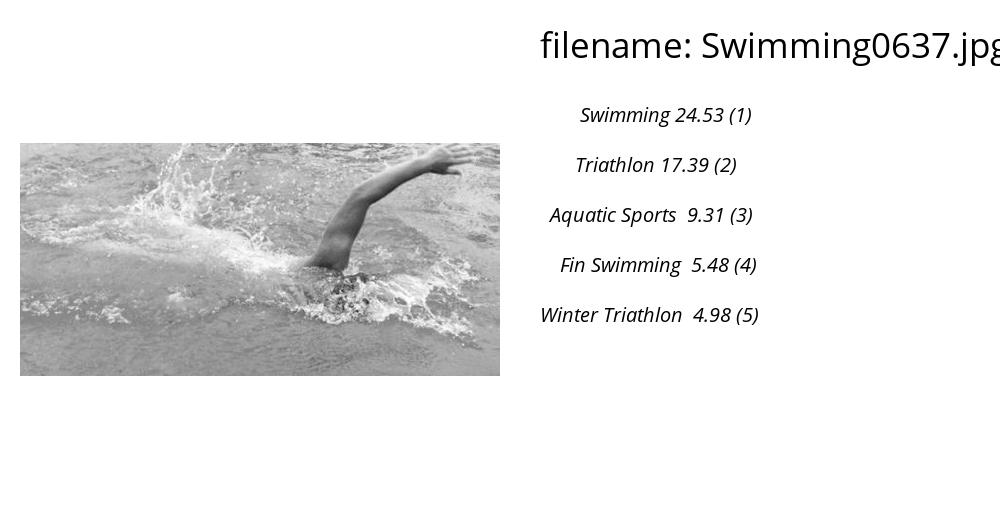 filename: Swimming0637.jpg
Swimming 24.53 (1)
Triathlon 17.39 (2)
Aquatic Sports 9.31 (3)
Fin Swimming 5.48 (4)
Winter Triathlon 4.98 (5)